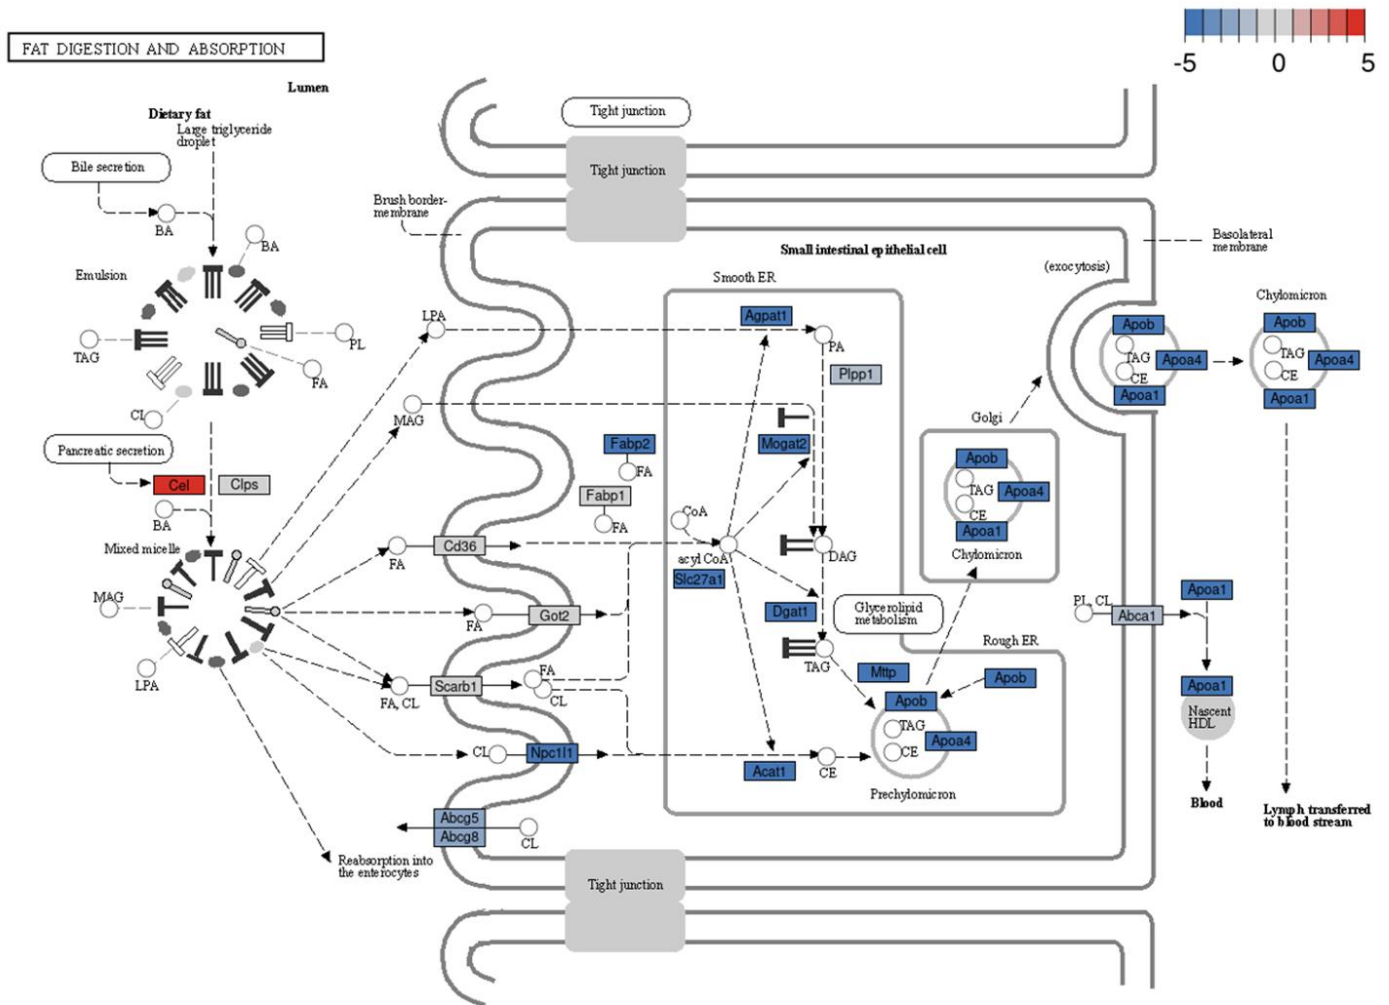 -5 0 5
FAT DIGESTION AND ABSORPTION
Lumen
Dietary fat
Large triglyceride
droplet
Bile secretion
BA
BA
Emulsion
TAG
PL
FA
CL
Pancreatic secretion
Cel
Clps
BA
Mixed micelle
MAG
LPA
Reabsorption into
the enterocytes
Tight junction
Tight junction
Brush border-
membrane
Small intestinal epithelial cell
Basolateral
membrane
(exocytosis)
Smooth ER
LPA
Agpat1
PA
Plpp1
MAG
Mogat2
Fabp2
FA
Fabp1
FA
CoA
acyl CoA
DAG
Slc27a1
FA
Cd36
FA
Got2
Dgat1
Glycerolipid
metabolism
TAG
FA, CL
Scarb1
FA
CL
Rough ER
Mttp
Apob
Apob
TAG
Apoa4
CE
Prechylomicron
CL
Npc1l1
Acat1
CE
Abcg5
Abcg8
CL
Golgi
Apob
TAG
Apoa4
CE
Apoa1
Chylomicron
Apob
TAG
Apoa4
CE
Apoa1
Chylomicron
Apob
TAG
Apoa4
CE
Apoa1
PL, CL
Abca1
Apoa1
Apoa1
Nascent
HDL
Blood
Lymph transferred
to blood stream
Tight junction